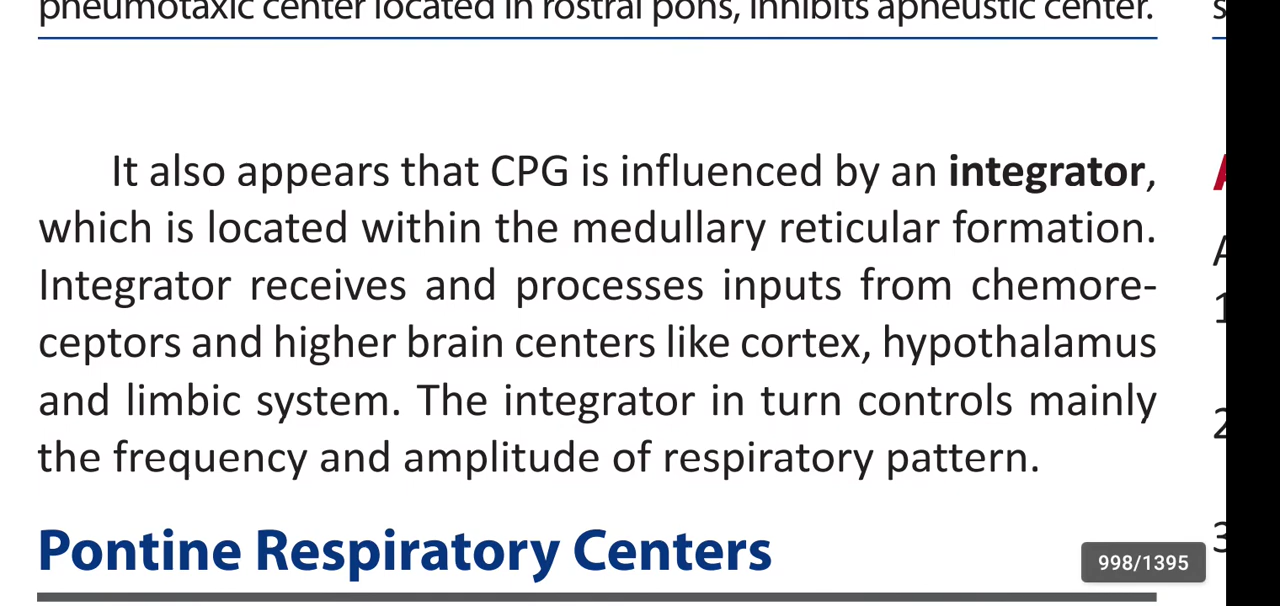 pneumotaxic center located in rostral pons, inhibits apneustic center.
It also appears that CPG is influenced by an integrator,
which is located within the medullary reticular formation.
Integrator receives and processes inputs from chemore-
ceptors and higher brain centers like cortex, hypothalamus
and limbic system. The integrator in turn controls mainly
the frequency and amplitude of respiratory pattern.
Pontine Respiratory Centers
998/1395
s
A
A
1
2
3